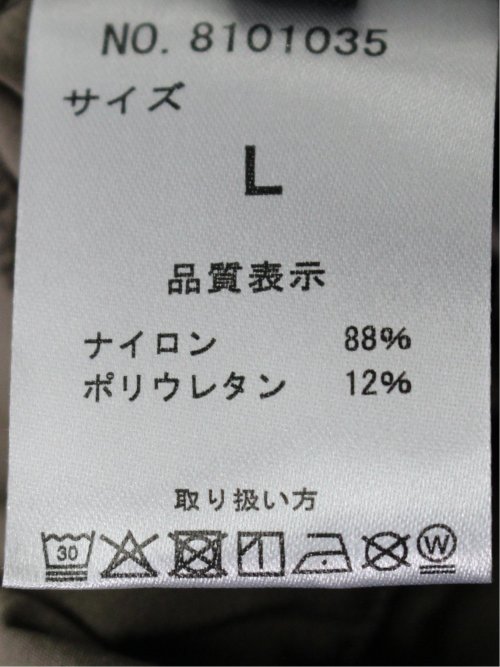 NO. 8101035
サイズ
L
品質表示
ナイロン 88%
ポリウレタン 12%
取り扱い方
30 W